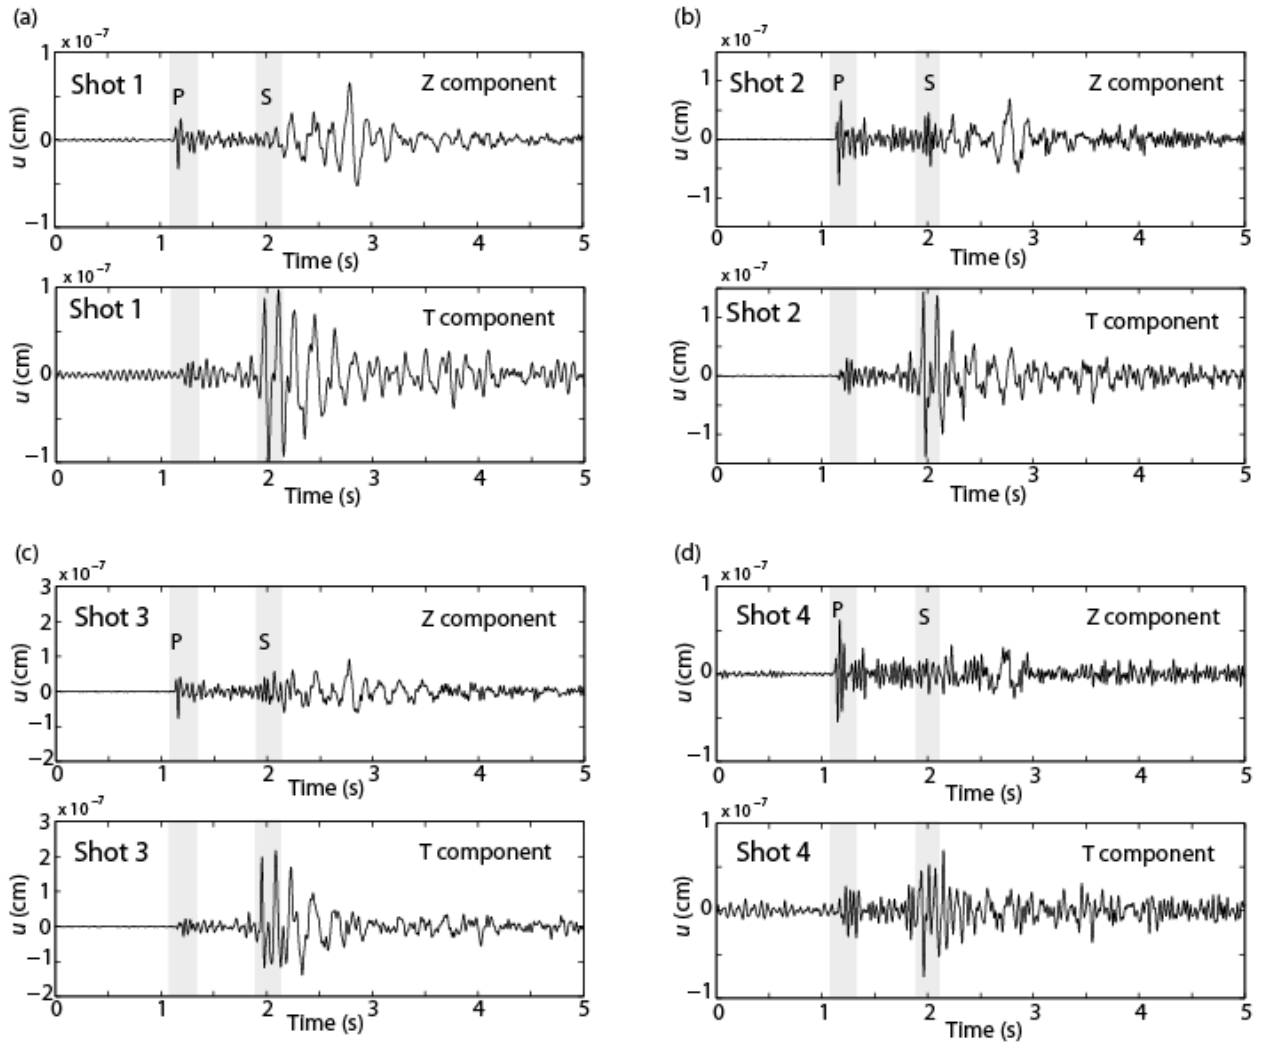 (a)
x 10⁻⁷
1
0
−1
u (cm)
Shot 1
P
S
Z component
0 1 2 3 4 5
Time (s)
x 10⁻⁷
1
0
−1
u (cm)
Shot 1
T component
0 1 2 3 4 5
Time (s)
(b)
x 10⁻⁷
1
0
−1
u (cm)
Shot 2
P
S
Z component
0 1 2 3 4 5
Time (s)
x 10⁻⁷
1
0
−1
u (cm)
Shot 2
T component
0 1 2 3 4 5
Time (s)
(c)
x 10⁻⁷
3
2
1
0
−1
−2
u (cm)
Shot 3
P
S
Z component
0 1 2 3 4 5
Time (s)
x 10⁻⁷
3
2
1
0
−1
−2
u (cm)
Shot 3
T component
0 1 2 3 4 5
Time (s)
(d)
x 10⁻⁷
1
0
−1
u (cm)
Shot 4
P
S
Z component
0 1 2 3 4 5
Time (s)
x 10⁻⁷
1
0
−1
u (cm)
Shot 4
T component
0 1 2 3 4 5
Time (s)